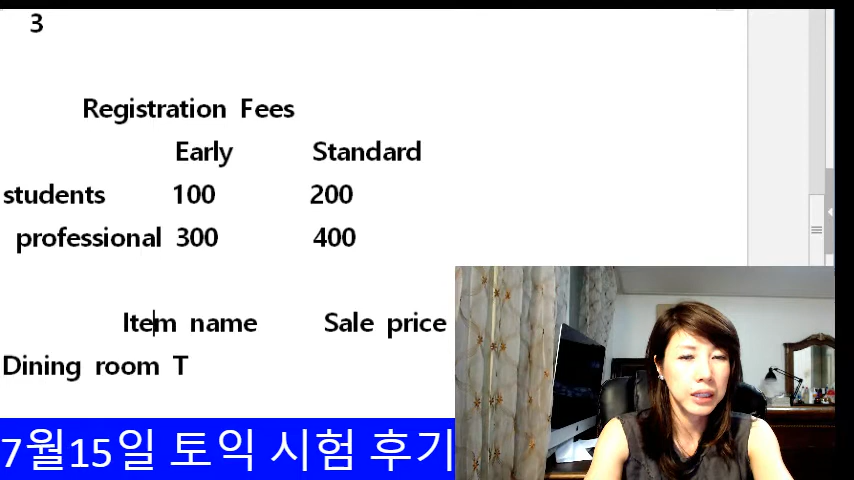 3
Registration Fees
Early Standard
students 100 200
professional 300 400
Item name Sale price
Dining room T
7월15일 토익 시험 후기